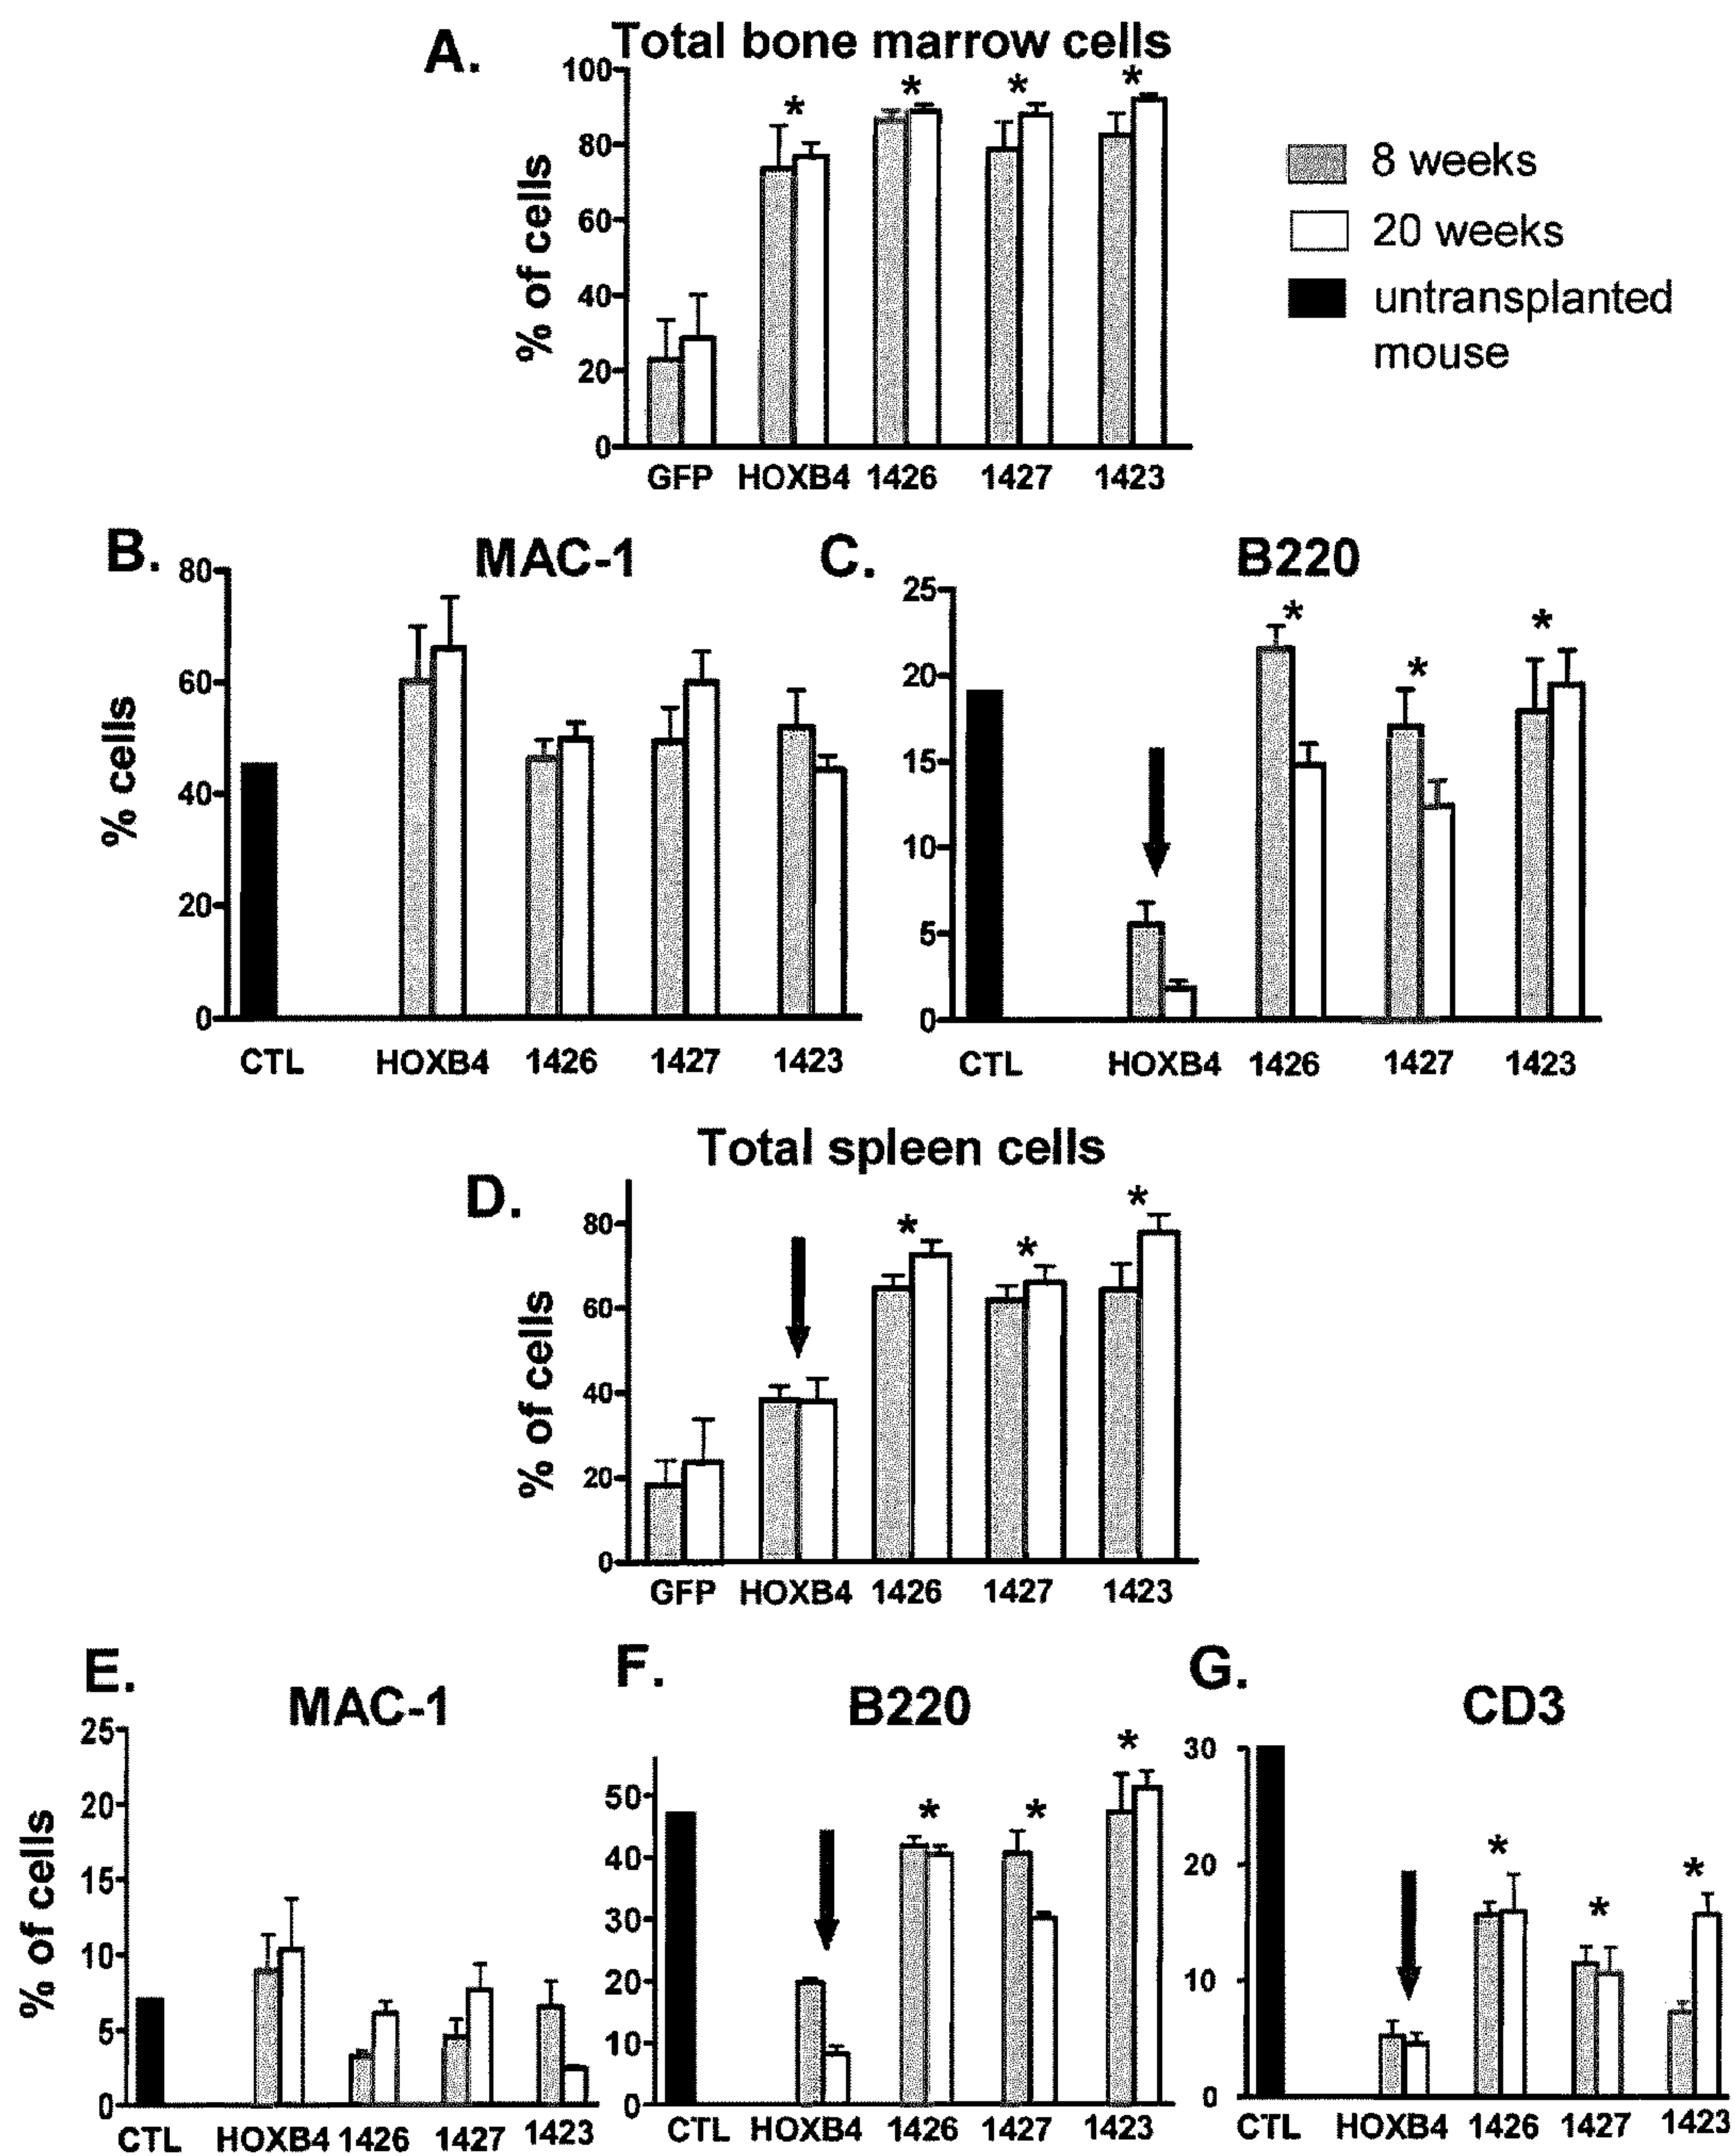 A.
Total bone marrow cells
100
80
60
40
20
0
% of cells
GFP HOXB4 1426 1427 1423
8 weeks
20 weeks
untransplanted
mouse
B.
MAC-1
80
60
40
20
0
% cells
CTL HOXB4 1426 1427 1423
C.
B220
25
20
15
10
5
0
* * *
CTL HOXB4 1426 1427 1423
Total spleen cells
D.
80
60
40
20
0
% of cells
* * *
GFP HOXB4 1426 1427 1423
E.
MAC-1
25
20
15
10
5
0
% of cells
CTL HOXB4 1426 1427 1423
F.
B220
50
40
30
20
10
0
* * *
CTL HOXB4 1426 1427 1423
G.
CD3
30
20
10
0
* * *
CTL HOXB4 1426 1427 1423